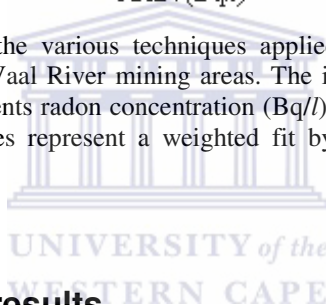 the various techniques applied
Vaal River mining areas. The i
ents radon concentration (Bq/l)
es represent a weighted fit by
UNIVERSITY of the
WESTERN CAPE
results